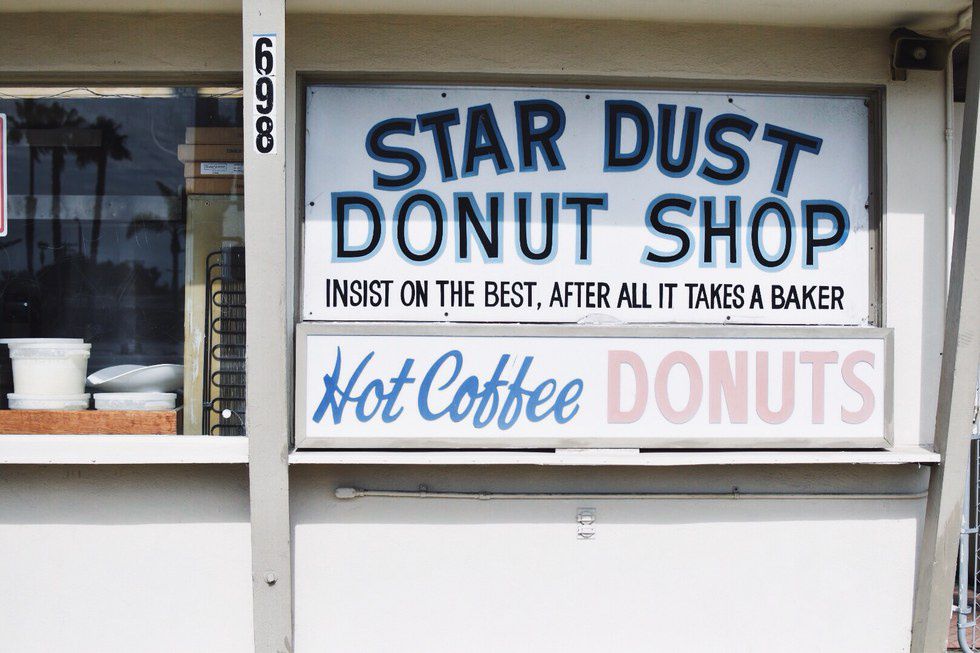 698
STAR DUST
DONUT SHOP
INSIST ON THE BEST, AFTER ALL IT TAKES A BAKER
Hot Coffee DONUTS